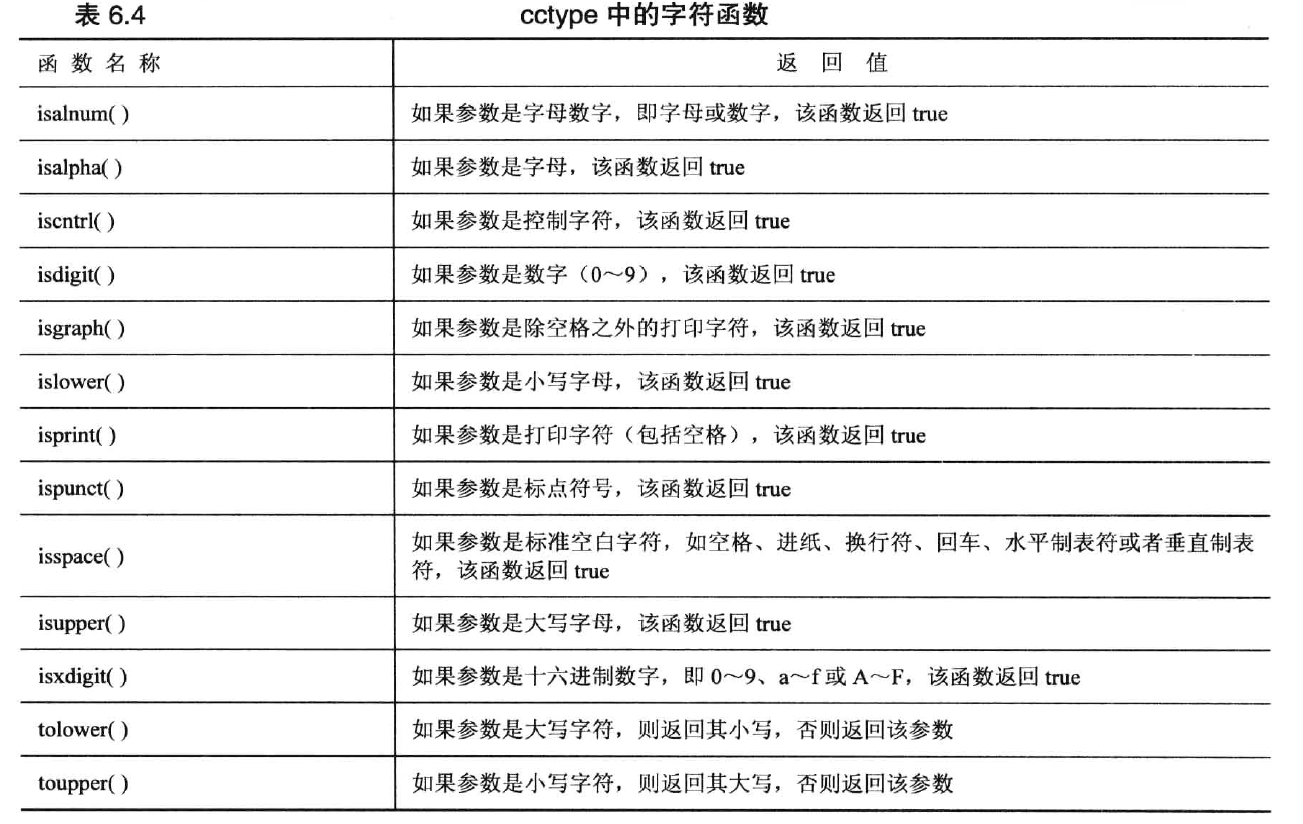 表 6.4 cctype 中的字符函数
函 数 名 称 返 回 值
isalnum( ) 如果参数是字母数字，即字母或数字，该函数返回 true
isalpha( ) 如果参数是字母，该函数返回 true
iscntrl( ) 如果参数是控制字符，该函数返回 true
isdigit( ) 如果参数是数字（0～9），该函数返回 true
isgraph( ) 如果参数是除空格之外的打印字符，该函数返回 true
islower( ) 如果参数是小写字母，该函数返回 true
isprint( ) 如果参数是打印字符（包括空格），该函数返回 true
ispunct( ) 如果参数是标点符号，该函数返回 true
isspace( ) 如果参数是标准空白字符，如空格、进纸、换行符、回车、水平制表符或者垂直制表
符，该函数返回 true
isupper( ) 如果参数是大写字母，该函数返回 true
isxdigit( ) 如果参数是十六进制数字，即 0～9、a～f 或 A～F，该函数返回 true
tolower( ) 如果参数是大写字符，则返回其小写，否则返回该参数
toupper( ) 如果参数是小写字符，则返回其大写，否则返回该参数